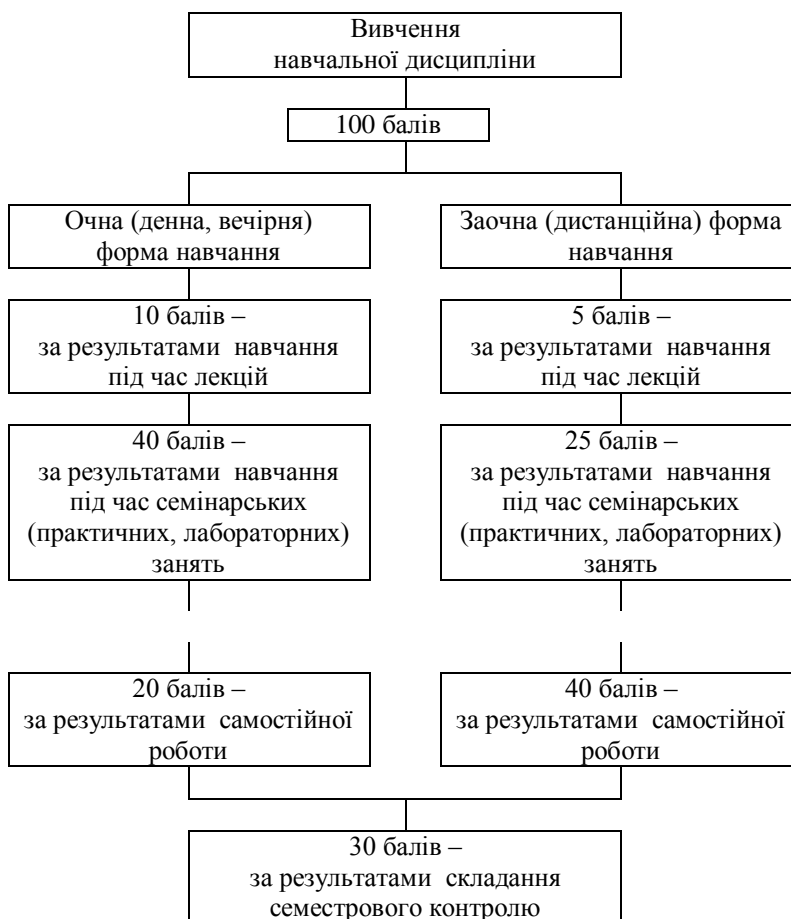 Вивчення
навчальної дисципліни
100 балів
Очна (денна, вечірня)
форма навчання
Заочна (дистанційна) форма
навчання
10 балів –
за результатами навчання
під час лекцій
5 балів –
за результатами навчання
під час лекцій
40 балів –
за результатами навчання
під час семінарських
(практичних, лабораторних)
занять
25 балів –
за результатами навчання
під час семінарських
(практичних, лабораторних)
занять
20 балів –
за результатами самостійної
роботи
40 балів –
за результатами самостійної
роботи
30 балів –
за результатами складання
семестрового контролю